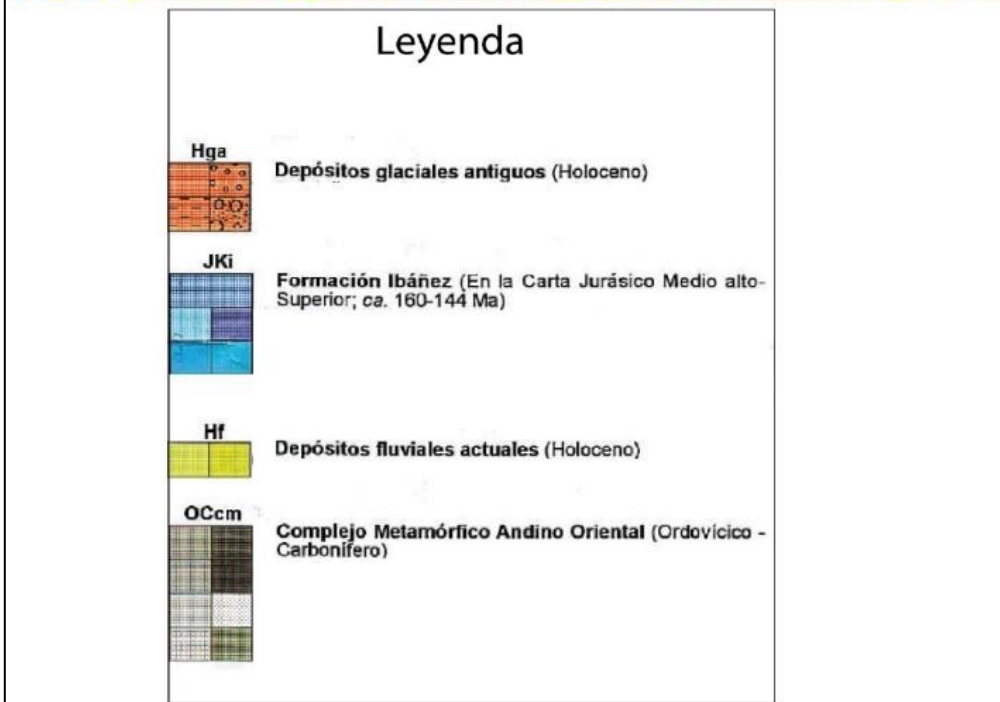 Leyenda
Hga
Depósitos glaciales antiguos (Holoceno)
JKi
Formación Ibáñez (En la Carta Jurásico Medio alto-
Superior; ca. 160-144 Ma)
Hf
Depósitos fluviales actuales (Holoceno)
OCcm
Complejo Metamórfico Andino Oriental (Ordovícico -
Carbonífero)